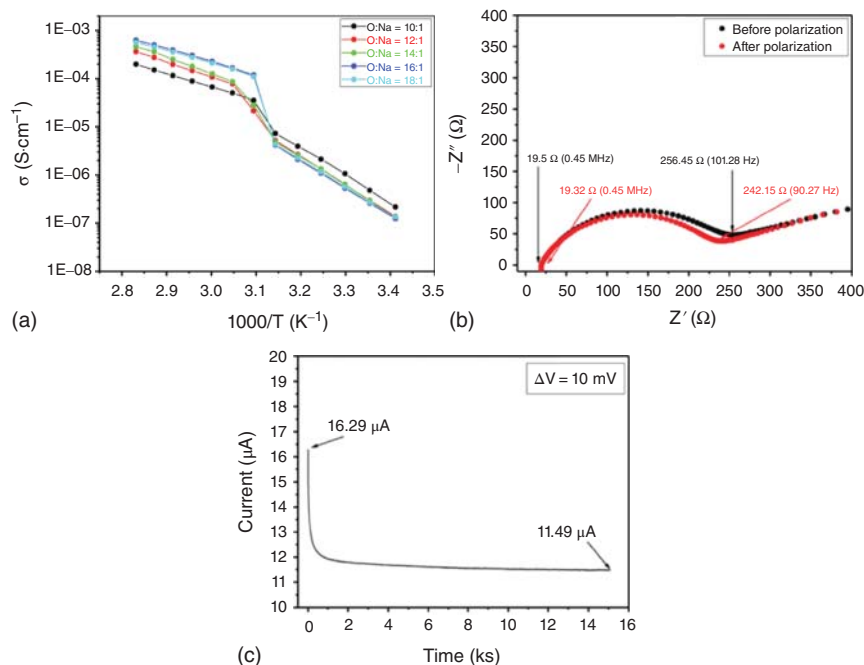 1E–03
1E–04
1E–05
1E–06
1E–07
1E–08
σ (S·cm⁻¹)
O:Na = 10:1
O:Na = 12:1
O:Na = 14:1
O:Na = 16:1
O:Na = 18:1
2.8 2.9 3.0 3.1 3.2 3.3 3.4 3.5
1000/T (K⁻¹)
(a)
400
350
300
250
200
150
100
50
0
–Z″ (Ω)
Before polarization
After polarization
19.5 Ω (0.45 MHz)
19.32 Ω (0.45 MHz)
256.45 Ω (101.28 Hz)
242.15 Ω (90.27 Hz)
0 50 100 150 200 250 300 350 400
Z′ (Ω)
(b)
20
19
18
17
16
15
14
13
12
11
10
Current (μA)
ΔV = 10 mV
16.29 μA
11.49 μA
0 2 4 6 8 10 12 14 16
Time (ks)
(c)